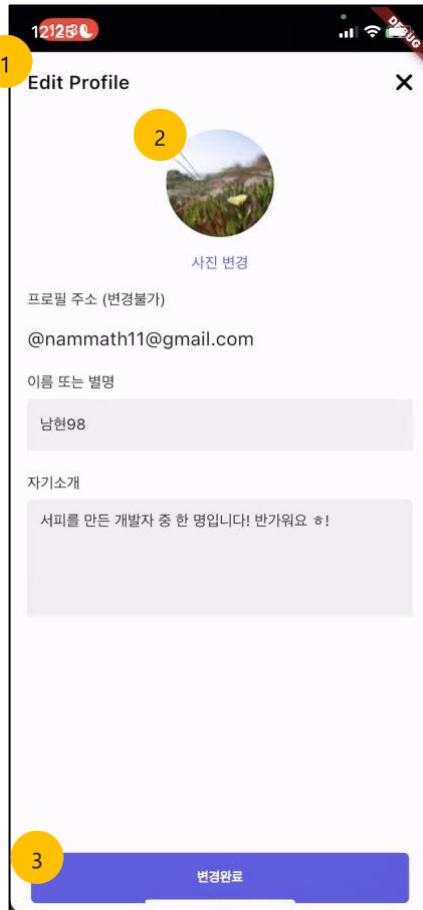 1
Edit Profile
2
사진 변경
프로필 주소 (변경불가)
@nammath11@gmail.com
이름 또는 별명
남현98
자기소개
서피를 만든 개발자 중 한 명입니다! 반가워요 ㅎ!
3
변경완료